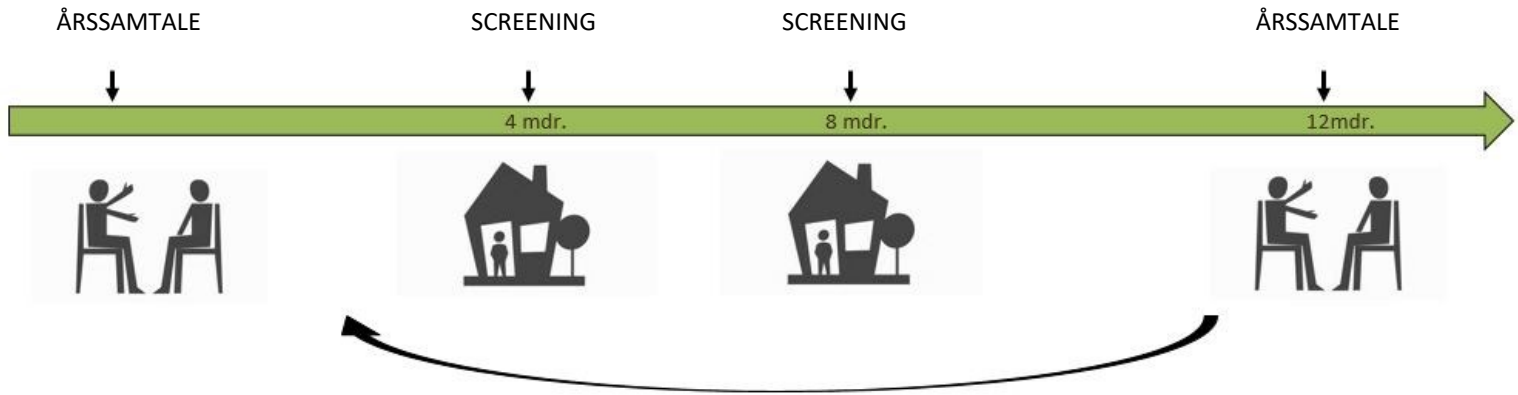 ÅRSSAMTALE SCREENING SCREENING ÅRSSAMTALE
4 mdr. 8 mdr. 12mdr.